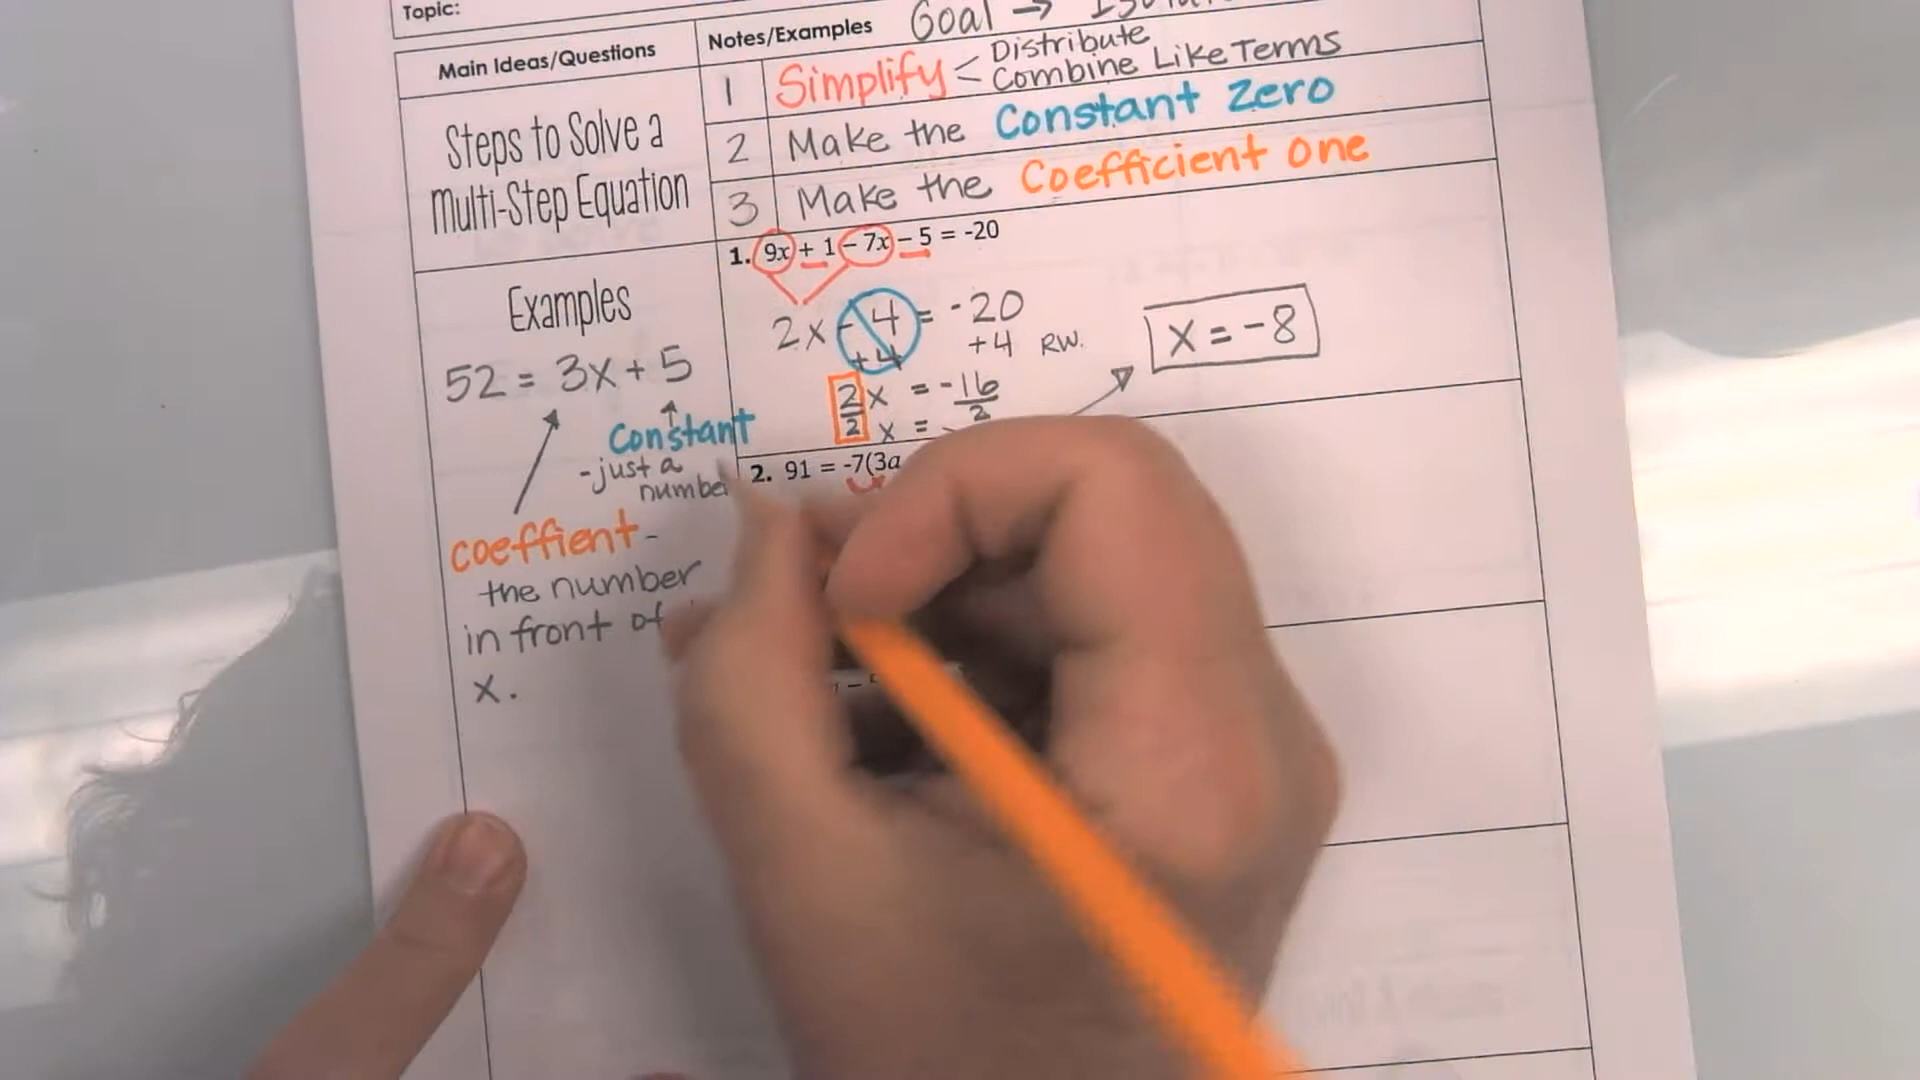 Topic:
Main Ideas/Questions
Notes/Examples
Goal →
Steps to Solve a
Multi-Step Equation
1 Simplify < Distribute
Combine Like Terms
2 Make the Constant Zero
3 Make the Coefficient One
Examples
52 = 3x + 5
Constant
- just a
number
coeffient -
the number
in front of
x.
1. 9x + 1 - 7x - 5 = -20
2x - 4 = -20
+4 +4 RW.
2/2 x = -16/2
x =
x = -8
2. 91 = -7(3a